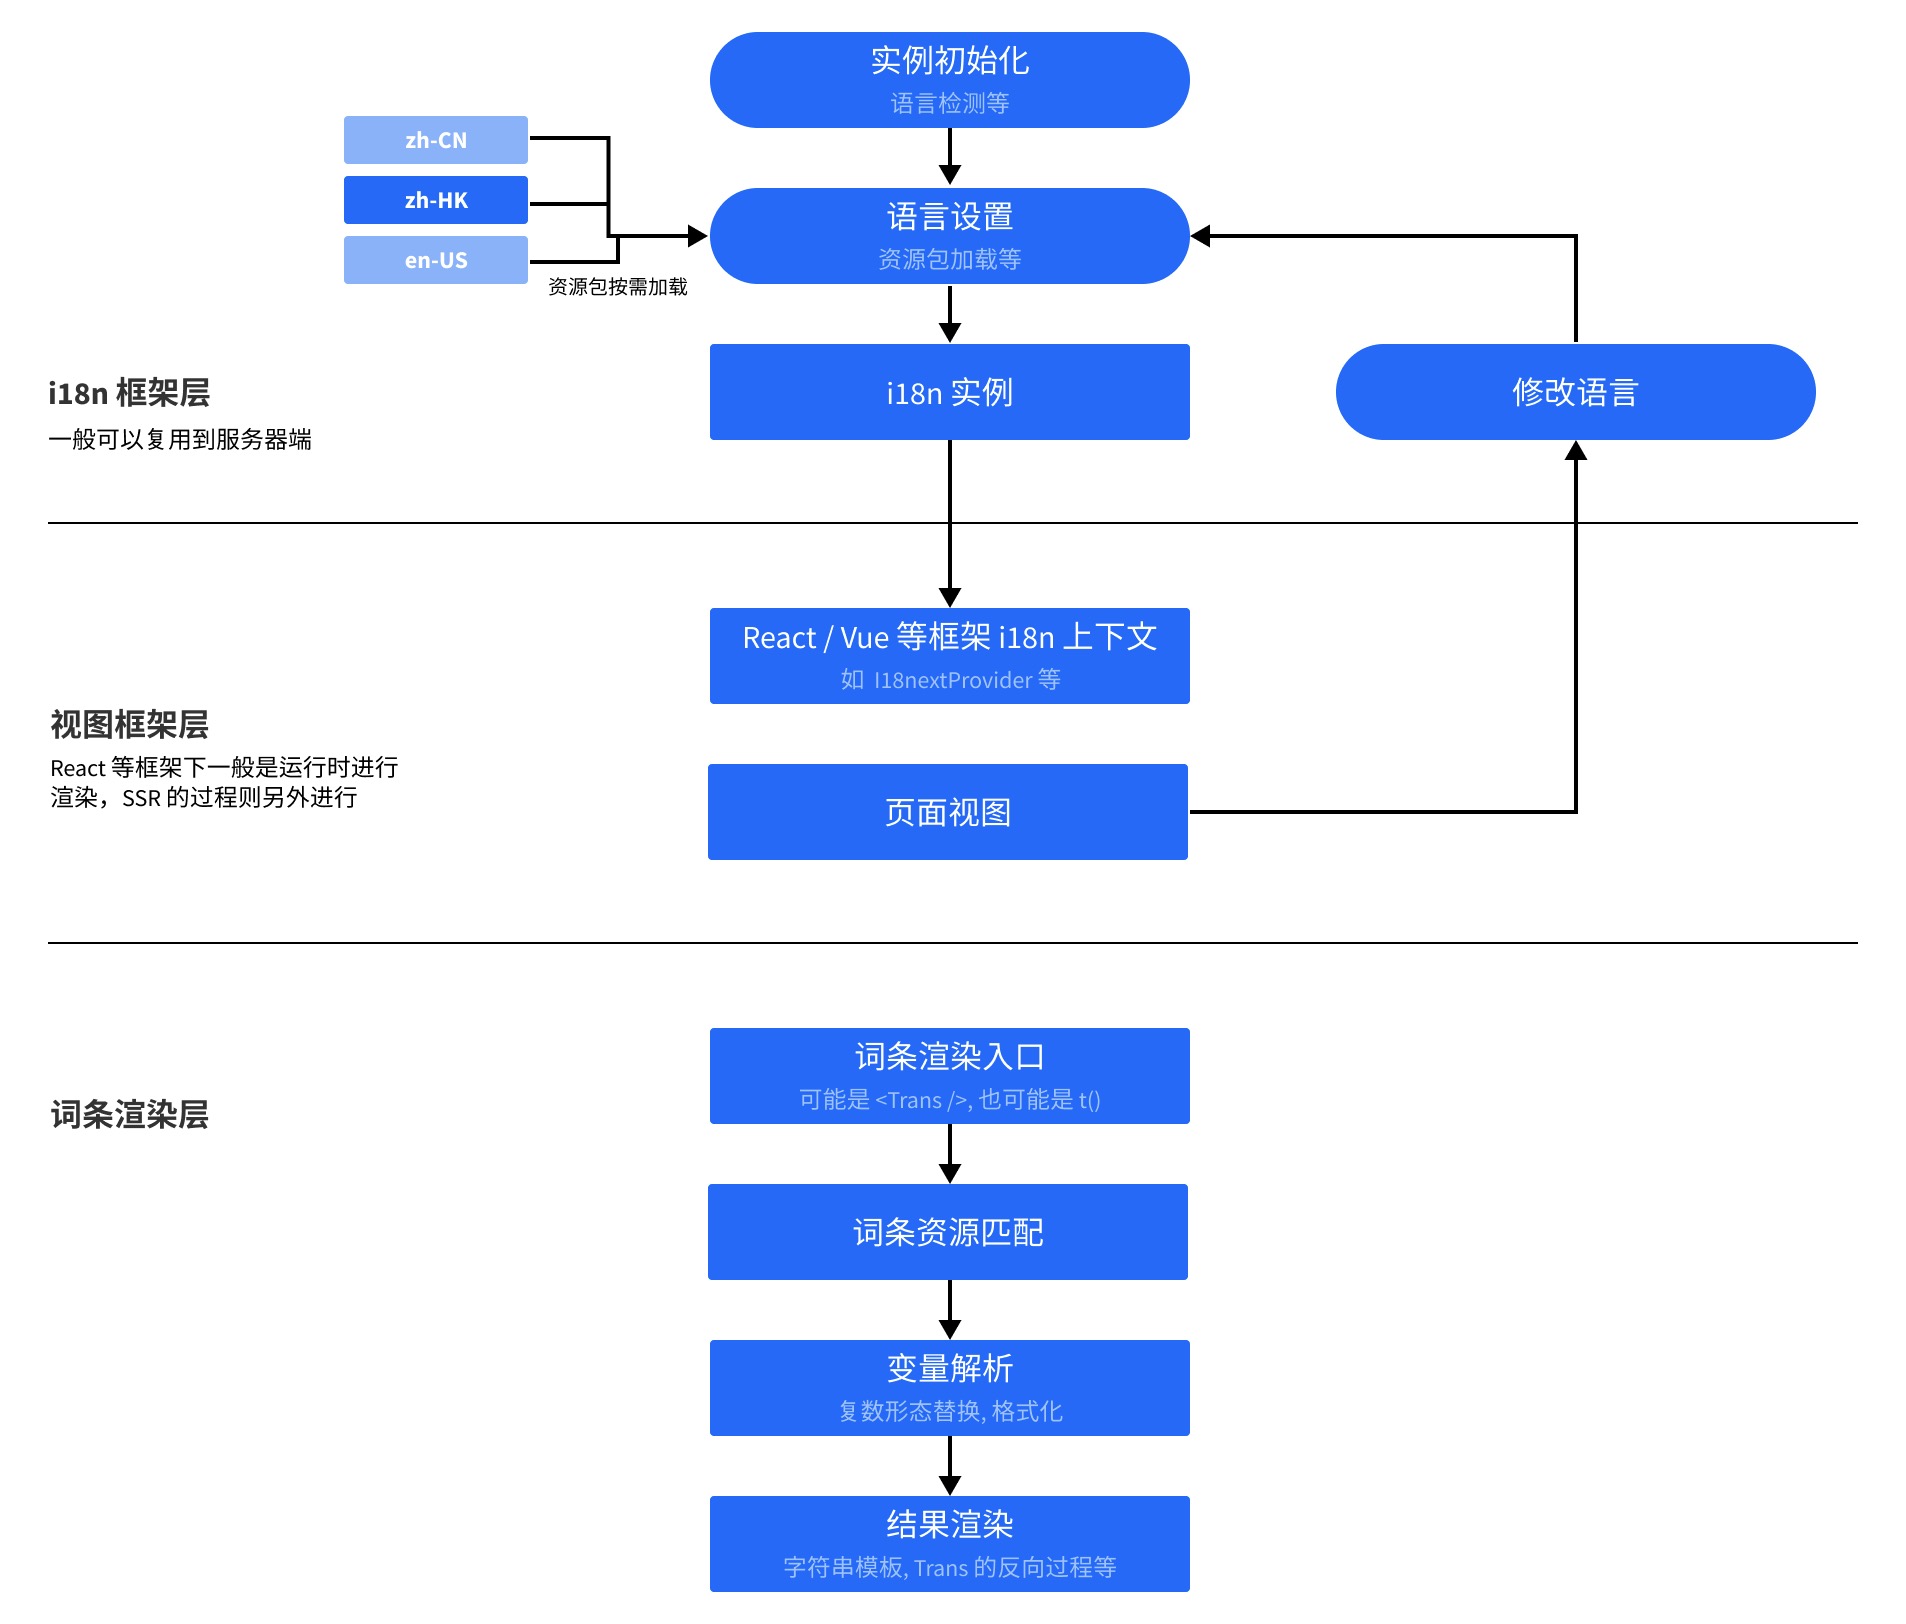 实例初始化
语言检测等
zh-CN
zh-HK
en-US
资源包按需加载
语言设置
资源包加载等
i18n 框架层
一般可以复用到服务器端
i18n 实例
修改语言
React / Vue 等框架 i18n 上下文
如 I18nextProvider 等
视图框架层
React 等框架下一般是运行时进行
渲染，SSR 的过程则另外进行
页面视图
词条渲染层
词条渲染入口
可能是 <Trans />, 也可能是 t()
词条资源匹配
变量解析
复数形态替换, 格式化
结果渲染
字符串模板, Trans 的反向过程等